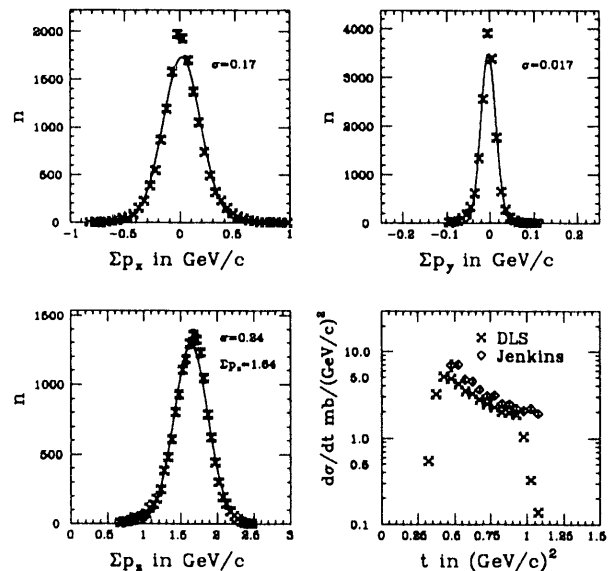 2000
1500
1000
500
0
n
σ=0.17
-1 -0.5 0 0.5 1
Σp_x in GeV/c
4000
3000
2000
1000
0
n
σ=0.017
-0.2 -0.1 0 0.1 0.2
Σp_y in GeV/c
1500
1000
500
0
n
σ=0.24
Σp_z=1.64
0 0.5 1 1.5 2 2.5 3
Σp_z in GeV/c
10.0
5.0
1.0
0.5
0.1
dσ/dt mb/(GeV/c)²
× DLS
◇ Jenkins
0 0.25 0.5 0.75 1 1.25 1.5
t in (GeV/c)²